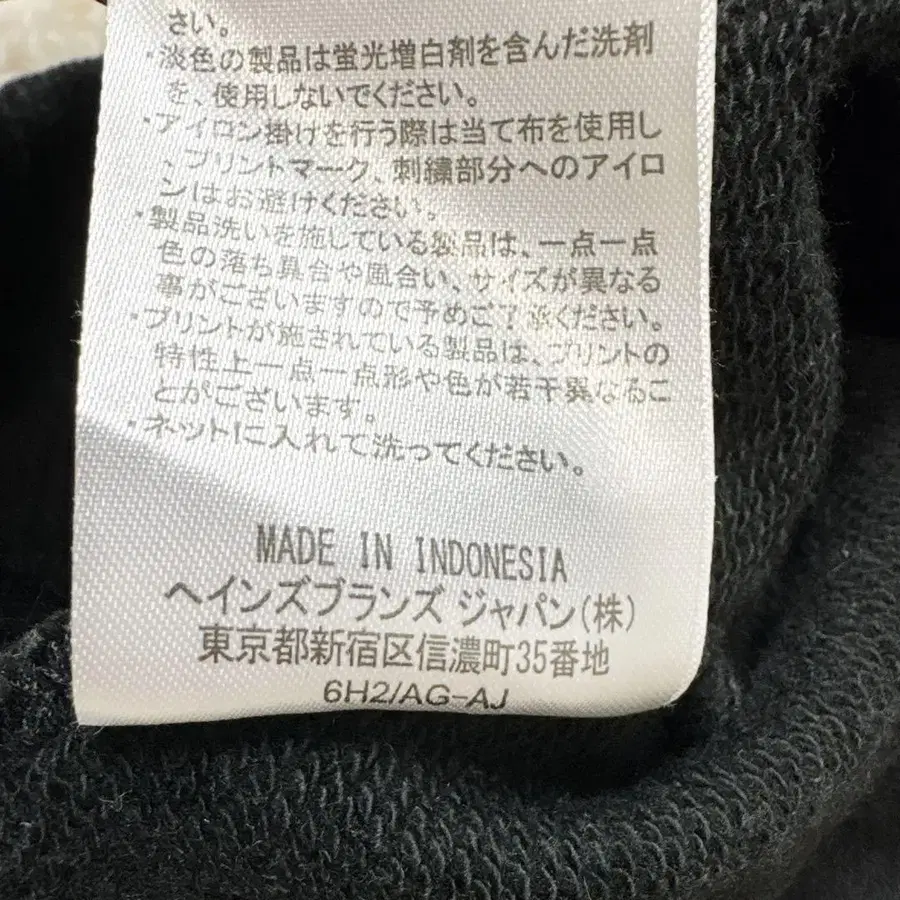 さい。
・淡色の製品は蛍光増白剤を含んだ洗剤
を、使用しないでください。
・アイロン掛けを行う際は当て布を使用し
、プリントマーク、刺繍部分へのアイロ
ンはお避けください。
・製品洗いを施している製品は、一点一点
色の落ち具合や風合い、サイズが異なる
事がございますので予めご了承ください。
・プリントが施されている製品は、プリントの
特性上一点一点形や色が若干異なるこ
とがございます。
・ネットに入れて洗ってください。
MADE IN INDONESIA
ヘインズブランズ ジャパン(株)
東京都新宿区信濃町35番地
6H2/AG-AJ